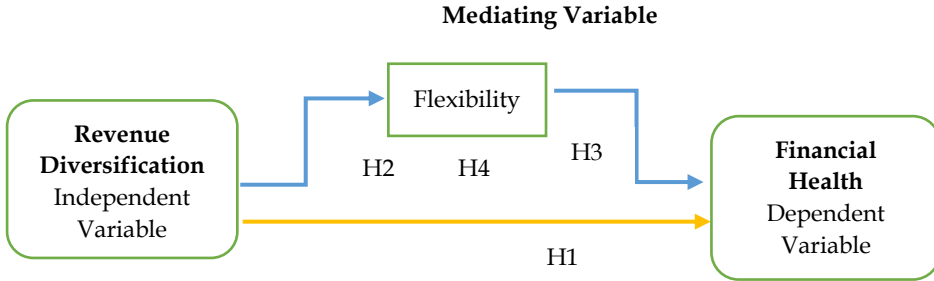 Mediating Variable
Flexibility
Revenue
Diversification
Independent
Variable
H2
H4
H3
Financial
Health
Dependent
Variable
H1